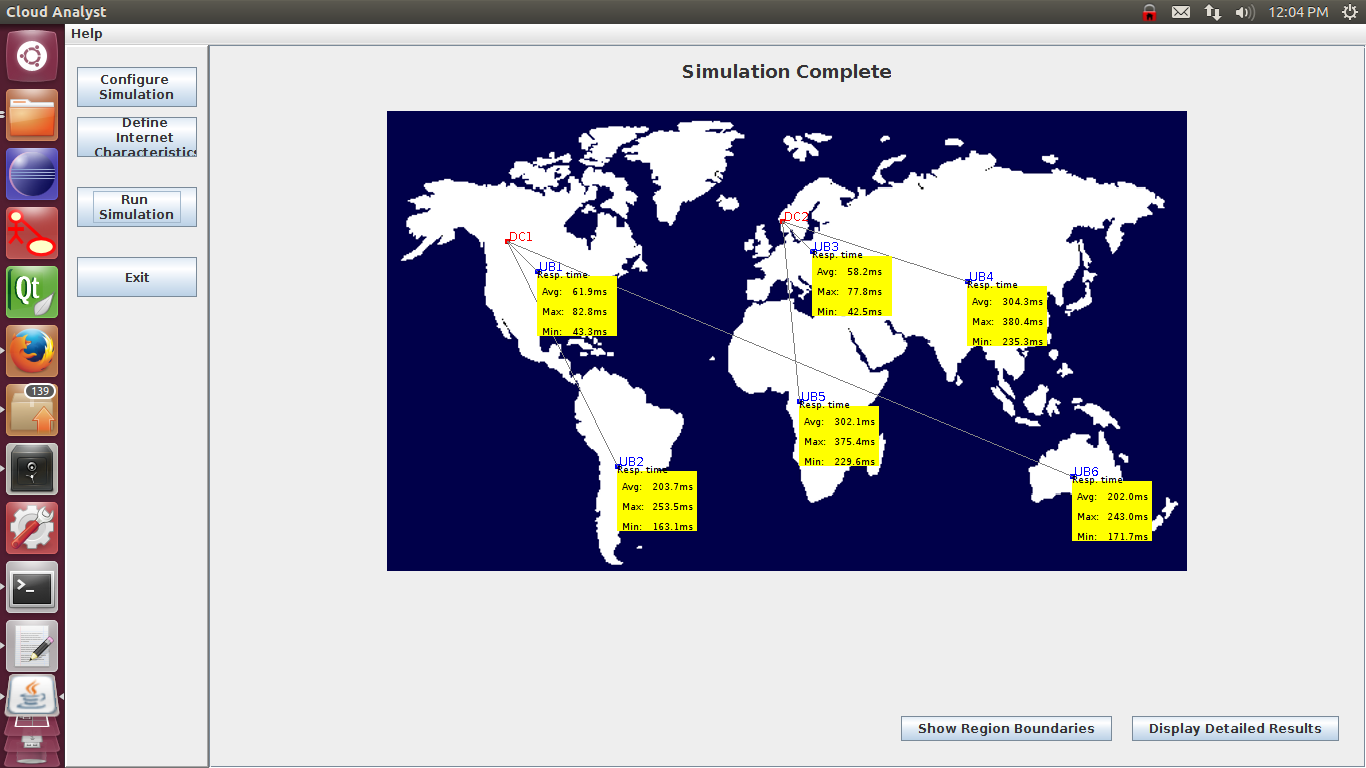 Cloud Analyst
12:04 PM
Help
Configure
Simulation
Define
Internet
Characteristics
Run
Simulation
Exit
Qt
139
>_
Simulation Complete
DC1
UB1
Resp. time
Avg: 61.9ms
Max: 82.8ms
Min: 43.3ms
UB2
Resp. time
Avg: 203.7ms
Max: 253.5ms
Min: 163.1ms
DC2
UB3
Resp. time
Avg: 58.2ms
Max: 77.8ms
Min: 42.5ms
UB4
Resp. time
Avg: 304.3ms
Max: 380.4ms
Min: 235.3ms
UB5
Resp. time
Avg: 302.1ms
Max: 375.4ms
Min: 229.6ms
UB6
Resp. time
Avg: 202.0ms
Max: 243.0ms
Min: 171.7ms
Show Region Boundaries
Display Detailed Results